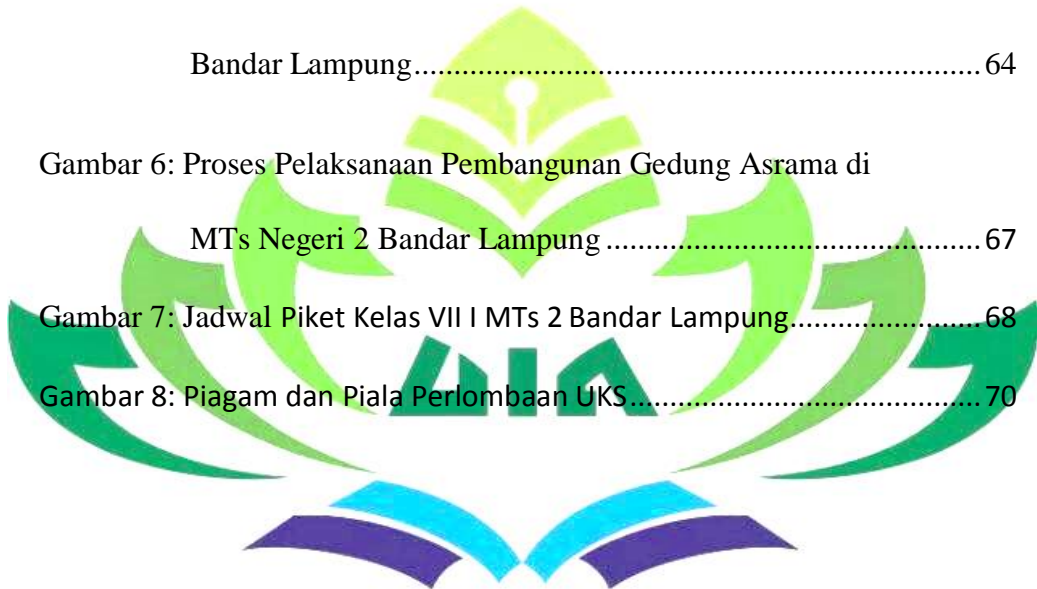 Bandar Lampung....................................................................... 64
Gambar 6: Proses Pelaksanaan Pembangunan Gedung Asrama di
MTs Negeri 2 Bandar Lampung ............................................... 67
Gambar 7: Jadwal Piket Kelas VII I MTs 2 Bandar Lampung....................... 68
Gambar 8: Piagam dan Piala Perlombaan UKS............................................ 70
UIN